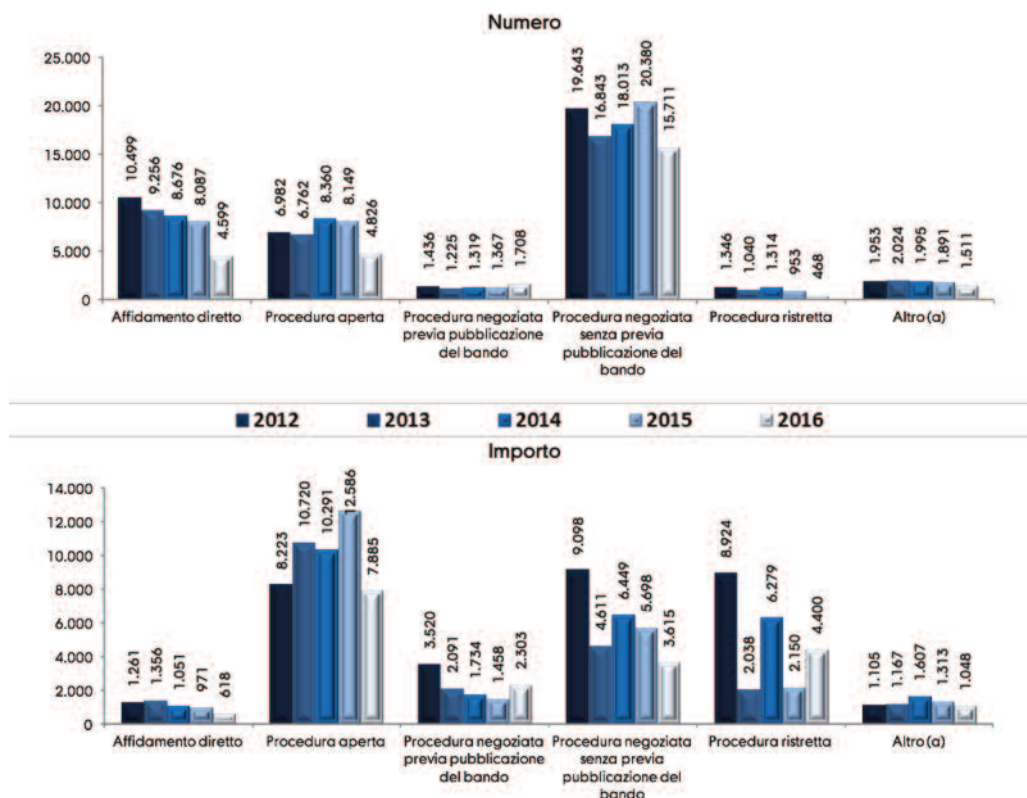 Numero
25.000
20.000
15.000
10.000
5.000
0
10.499
9.256
8.676
8.087
4.599
6.982
6.762
8.360
8.149
4.826
1.436
1.225
1.319
1.367
1.708
19.643
16.843
18.013
20.380
15.711
1.346
1.040
1.314
953
468
1.953
2.024
1.995
1.891
1.511
Affidamento diretto
Procedura aperta
Procedura negoziata
previa pubblicazione
del bando
Procedura negoziata
senza previa
pubblicazione del
bando
Procedura ristretta
Altro (a)
2012 2013 2014 2015 2016
Importo
14.000
12.000
10.000
8.000
6.000
4.000
2.000
0
1.261
1.356
1.051
971
618
8.223
10.720
10.291
12.586
7.885
3.520
2.091
1.734
1.458
2.303
9.098
4.611
6.449
5.698
3.615
8.924
2.038
6.279
2.150
4.400
1.105
1.167
1.607
1.313
1.048
Affidamento diretto
Procedura aperta
Procedura negoziata
previa pubblicazione
del bando
Procedura negoziata
senza previa
pubblicazione del
bando
Procedura ristretta
Altro (a)